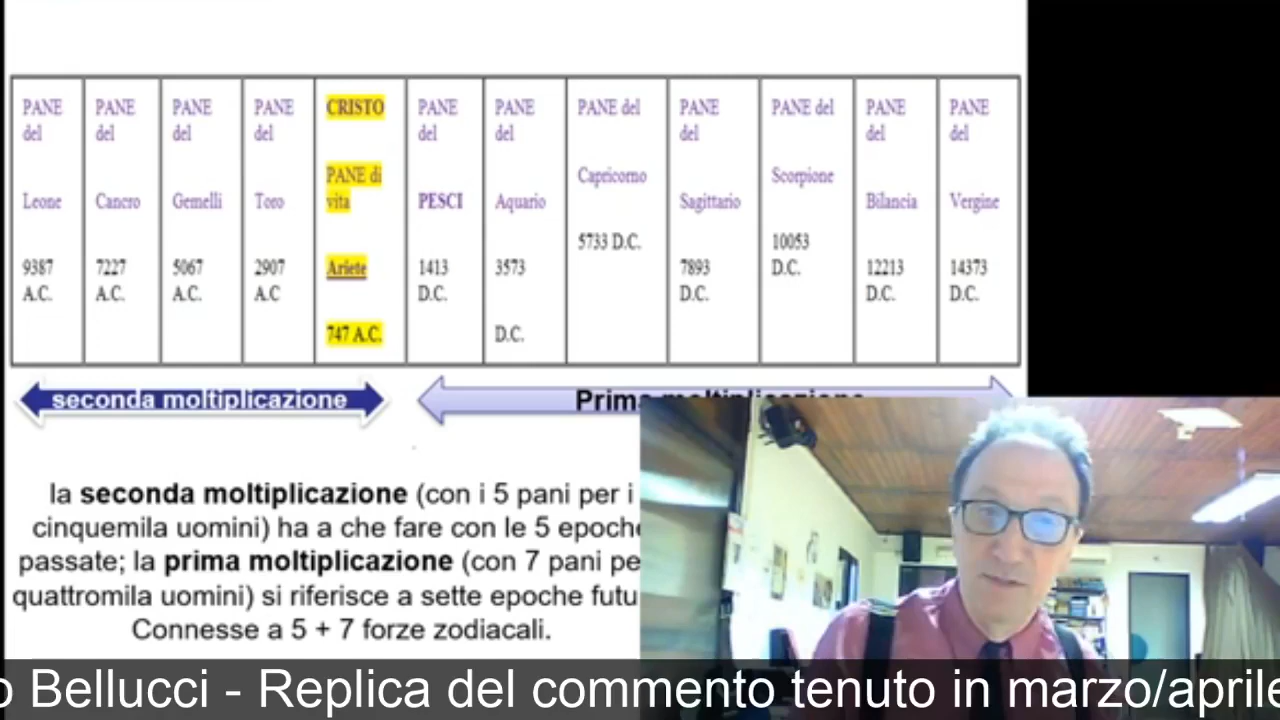 PANE
del
Leone
9387
A.C.
PANE
del
Cancro
7227
A.C.
PANE
del
Gemelli
5067
A.C.
PANE
del
Toro
2907
A.C
CRISTO
PANE di
vita
Ariete
747 A.C.
PANE
del
PESCI
1413
D.C.
PANE
del
Aquario
3573
D.C.
PANE del
Capricorno
5733 D.C.
PANE
del
Sagittario
7893
D.C.
PANE del
Scorpione
10053
D.C.
PANE
del
Bilancia
12213
D.C.
PANE
del
Vergine
14373
D.C.
seconda moltiplicazione
Prima moltiplicazione
la seconda moltiplicazione (con i 5 pani per i
cinquemila uomini) ha a che fare con le 5 epoche
passate; la prima moltiplicazione (con 7 pani pe
quattromila uomini) si riferisce a sette epoche futu
Connesse a 5 + 7 forze zodiacali.
o Bellucci - Replica del commento tenuto in marzo/aprile